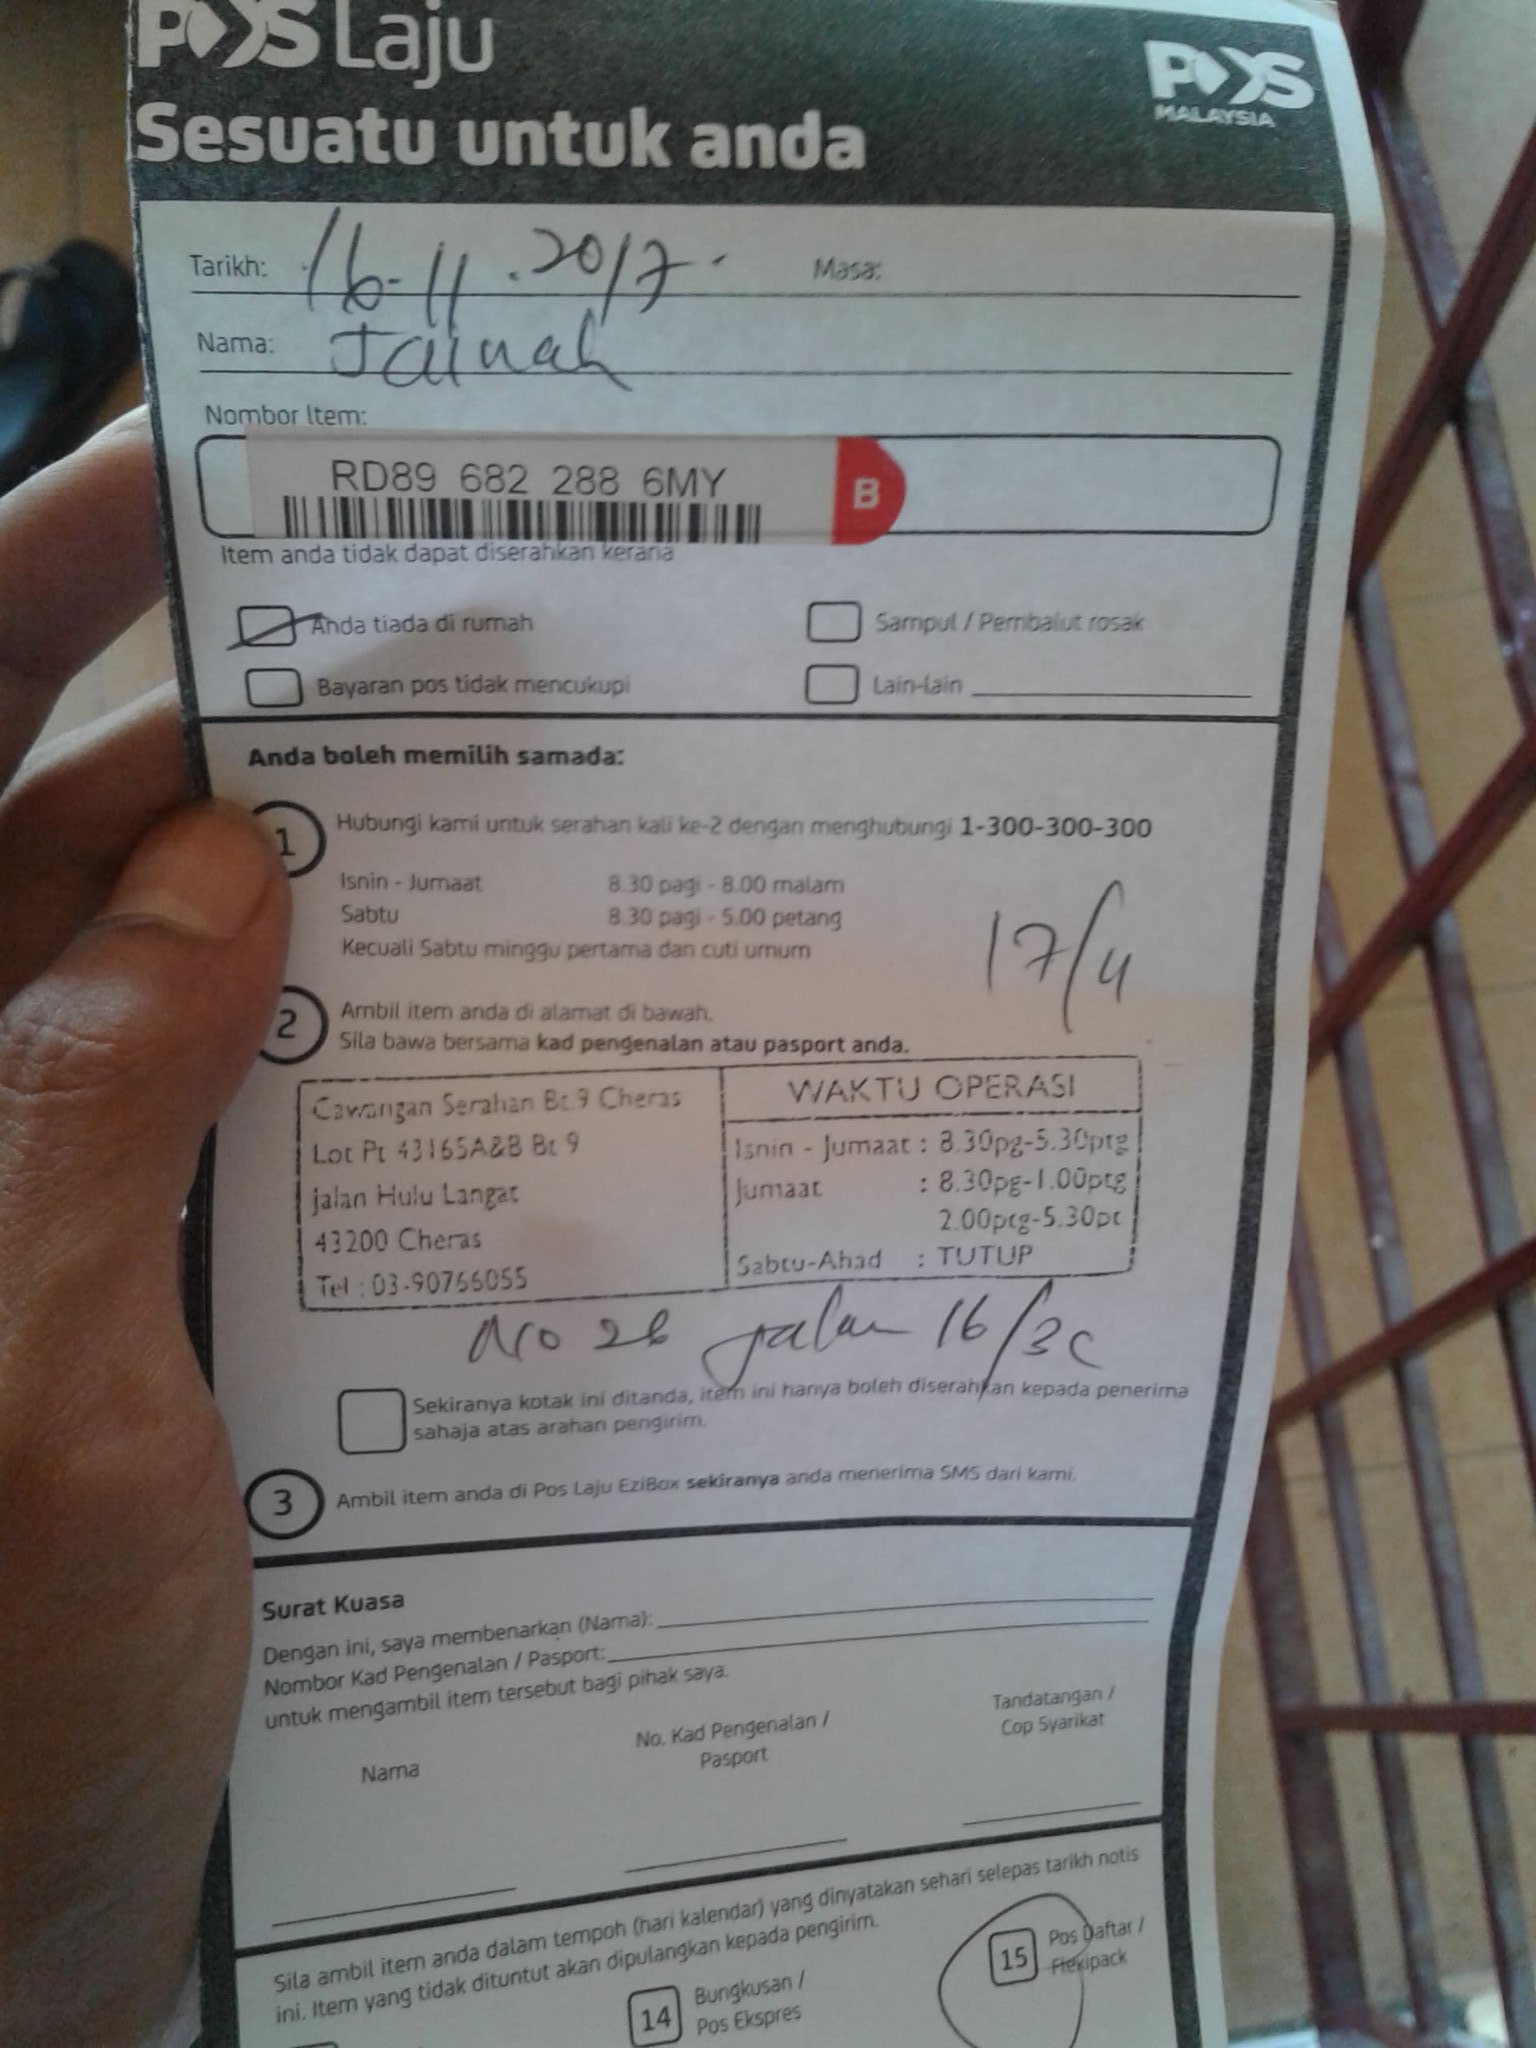 POS Laju
POS
MALAYSIA
Sesuatu untuk anda
Tarikh: 16-11.2017. Masa:
Nama: Jainah
Nombor Item:
RD89 682 288 6MY
B
Item anda tidak dapat diserahkan kerana
Anda tiada di rumah
Sampul / Pembalut rosak
Bayaran pos tidak mencukupi
Lain-lain
Anda boleh memilih samada:
1 Hubungi kami untuk serahan kali ke-2 dengan menghubungi 1-300-300-300
Isnin - Jumaat 8.30 pagi - 8.00 malam
Sabtu 8.30 pagi - 5.00 petang
Kecuali Sabtu minggu pertama dan cuti umum
17/4
2 Ambil item anda di alamat di bawah.
Sila bawa bersama kad pengenalan atau pasport anda.
Cawangan Serahan Bt.9 Cheras
Lot Pt 43165A&B Bt 9
jalan Hulu Langat
43200 Cheras
Tel : 03-90766055
WAKTU OPERASI
Isnin - Jumaat : 8.30pg-5.30ptg
Jumaat : 8.30pg-1.00ptg
2.00ptg-5.30pt
Sabtu-Ahad : TUTUP
No 26 jalan 16/3C
Sekiranya kotak ini ditanda, item ini hanya boleh diserahkan kepada penerima
sahaja atas arahan pengirim.
3 Ambil item anda di Pos Laju EziBox sekiranya anda menerima SMS dari kami.
Surat Kuasa
Dengan ini, saya membenarkan (Nama):
Nombor Kad Pengenalan / Pasport:
untuk mengambil item tersebut bagi pihak saya.
Nama
No. Kad Pengenalan /
Pasport
Tandatangan /
Cop Syarikat
Sila ambil item anda dalam tempoh (hari kalendar) yang dinyatakan sehari selepas tarikh notis
ini. Item yang tidak dituntut akan dipulangkan kepada pengirim.
14 Bungkusan /
Pos Ekspres
15 Pos Daftar /
Flexipack